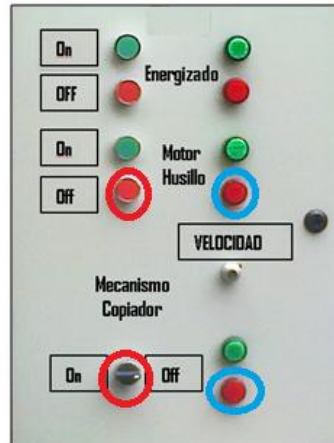 On
Energizado
OFF
On
Motor
Husillo
Off
VELOCIDAD
Mecanismo
Copiador
On
Off